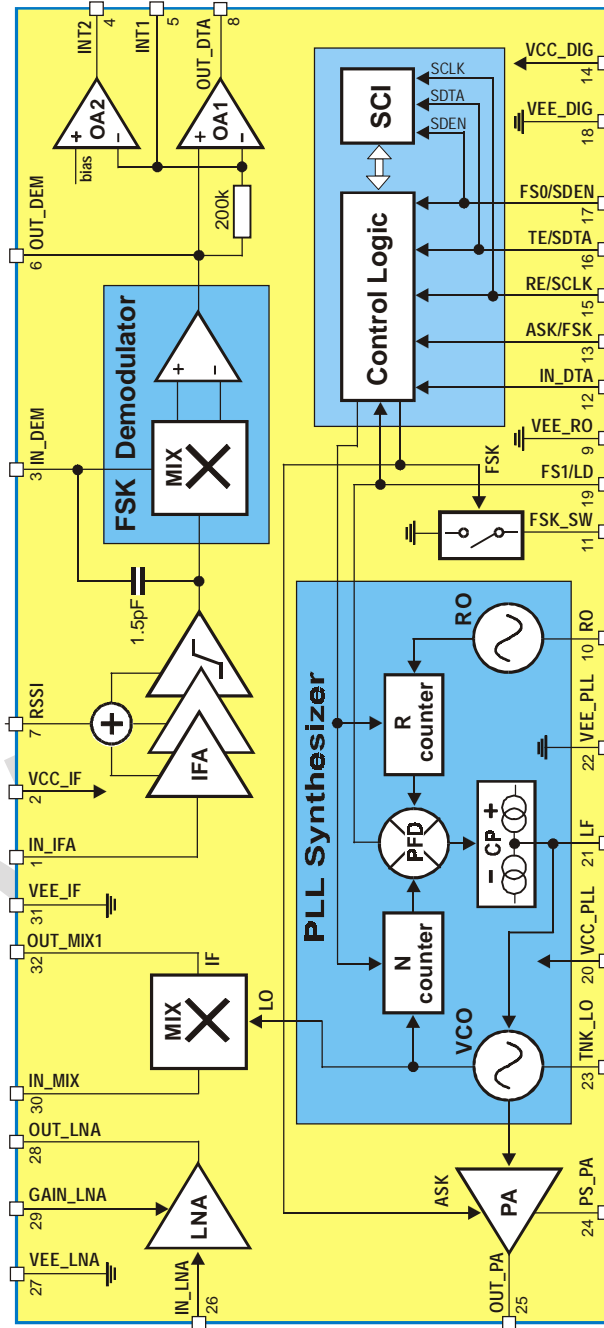 INT2
4
INT1
5
OUT_DTA
8
OA2
+
−
bias
OA1
+
−
200k
OUT_DEM
6
FSK Demodulator
MIX
+
−
IN_DEM
3
1.5pF
RSSI
7
+
IFA
VCC_IF
2
IN_IFA
1
VEE_IF
31
OUT_MIX1
32
IF
MIX
LO
IN_MIX
30
OUT_LNA
28
GAIN_LNA
29
LNA
VEE_LNA
27
IN_LNA
26
SCI
SCLK
SDTA
SDEN
Control Logic
VCC_DIG
14
VEE_DIG
18
FS0/SDEN
17
TE/SDTA
16
RE/SCLK
15
ASK/FSK
13
IN_DTA
12
VEE_RO
9
FSK
FS1/LD
19
FSK_SW
11
PLL Synthesizer
RO
RO
10
R
counter
VEE_PLL
22
PFD
− CP +
LF
21
N
counter
VCC_PLL
20
VCO
TNK_LO
23
ASK
PA
PS_PA
24
OUT_PA
25